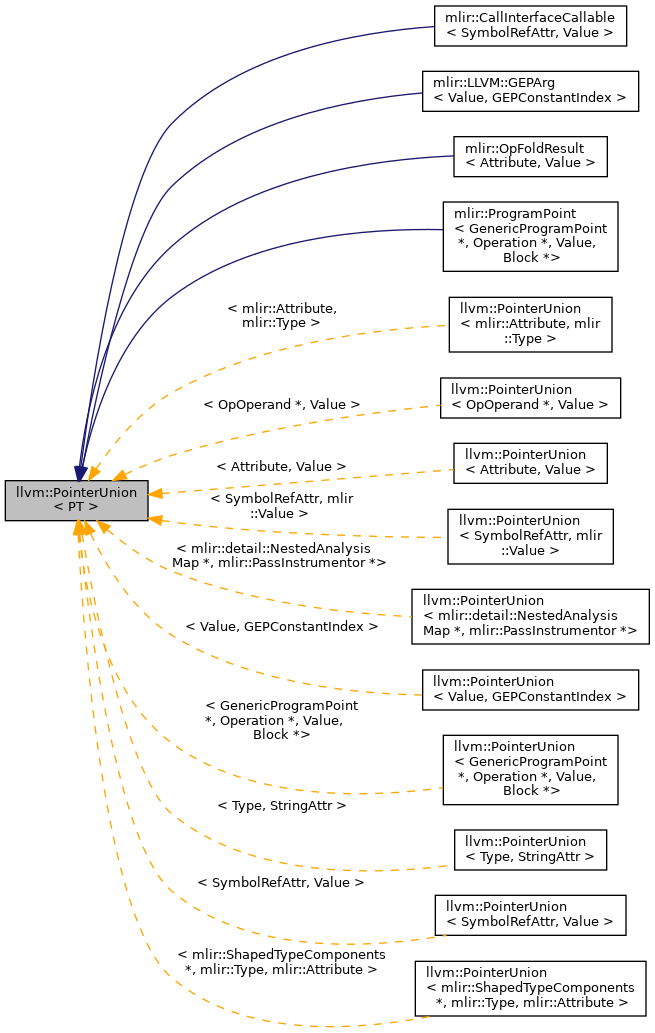 mlir::CallInterfaceCallable
< SymbolRefAttr, Value >
mlir::LLVM::GEPArg
< Value, GEPConstantIndex >
mlir::OpFoldResult
< Attribute, Value >
mlir::ProgramPoint
< GenericProgramPoint
*, Operation *, Value,
Block *>
< mlir::Attribute,
mlir::Type >
llvm::PointerUnion
< mlir::Attribute, mlir
::Type >
< OpOperand *, Value >
llvm::PointerUnion
< OpOperand *, Value >
< Attribute, Value >
llvm::PointerUnion
< Attribute, Value >
llvm::PointerUnion
< PT >
< SymbolRefAttr, mlir
::Value >
llvm::PointerUnion
< SymbolRefAttr, mlir
::Value >
< mlir::detail::NestedAnalysis
Map *, mlir::PassInstrumentor *>
llvm::PointerUnion
< mlir::detail::NestedAnalysis
Map *, mlir::PassInstrumentor *>
< Value, GEPConstantIndex >
llvm::PointerUnion
< Value, GEPConstantIndex >
< GenericProgramPoint
*, Operation *, Value,
Block *>
llvm::PointerUnion
< GenericProgramPoint
*, Operation *, Value,
Block *>
< Type, StringAttr >
llvm::PointerUnion
< Type, StringAttr >
< SymbolRefAttr, Value >
llvm::PointerUnion
< SymbolRefAttr, Value >
< mlir::ShapedTypeComponents
*, mlir::Type, mlir::Attribute >
llvm::PointerUnion
< mlir::ShapedTypeComponents
*, mlir::Type, mlir::Attribute >